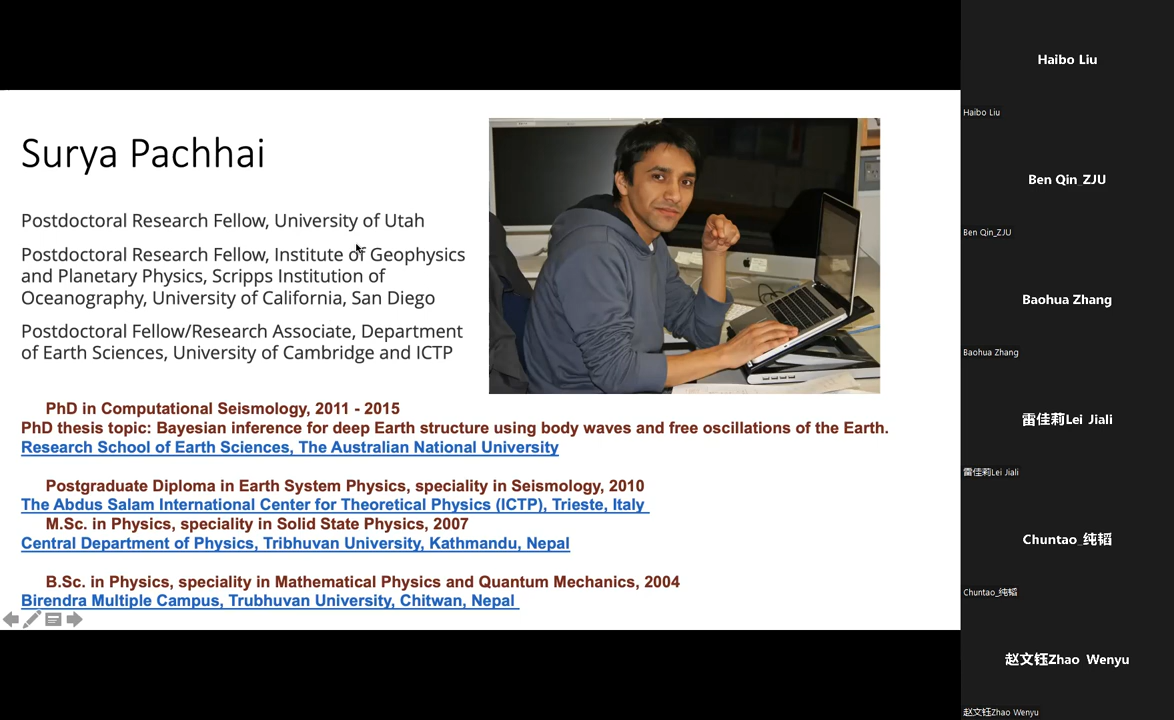 Surya Pachhai
Postdoctoral Research Fellow, University of Utah
Postdoctoral Research Fellow, Institute of Geophysics
and Planetary Physics, Scripps Institution of
Oceanography, University of California, San Diego
Postdoctoral Fellow/Research Associate, Department
of Earth Sciences, University of Cambridge and ICTP
PhD in Computational Seismology, 2011 - 2015
PhD thesis topic: Bayesian inference for deep Earth structure using body waves and free oscillations of the Earth.
Research School of Earth Sciences, The Australian National University
Postgraduate Diploma in Earth System Physics, speciality in Seismology, 2010
The Abdus Salam International Center for Theoretical Physics (ICTP), Trieste, Italy
M.Sc. in Physics, speciality in Solid State Physics, 2007
Central Department of Physics, Tribhuvan University, Kathmandu, Nepal
B.Sc. in Physics, speciality in Mathematical Physics and Quantum Mechanics, 2004
Birendra Multiple Campus, Trubhuvan University, Chitwan, Nepal
Haibo Liu
Haibo Liu
Ben Qin_ZJU
Ben Qin_ZJU
Baohua Zhang
Baohua Zhang
雷佳莉Lei Jiali
雷佳莉Lei Jiali
Chuntao_纯韬
Chuntao_纯韬
赵文钰Zhao Wenyu
赵文钰Zhao Wenyu